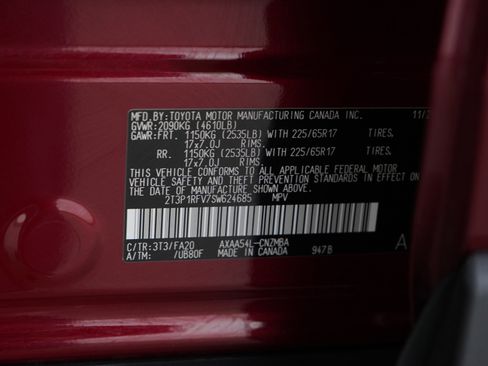 MFD.BY:TOYOTA MOTOR MANUFACTURING CANADA INC. 11/
GVWR:2090KG (4610LB)
GAWR:FRT. 1150KG (2535LB) WITH 225/65R17 TIRES,
17x7.0J RIMS.
RR. 1150KG (2535LB) WITH 225/65R17 TIRES,
17x7.0J RIMS.
THIS VEHICLE CONFORMS TO ALL APPLICABLE FEDERAL MOTOR
VEHICLE SAFETY AND THEFT PREVENTION STANDARDS IN EFFECT ON
THE DATE OF MANUFACTURE SHOWN ABOVE.
2T3P1RFV7SW624685 MPV
C/TR:3T3/FA20 AXAA54L-CNZMBA A
A/TM: /UB80F MADE IN CANADA 947B